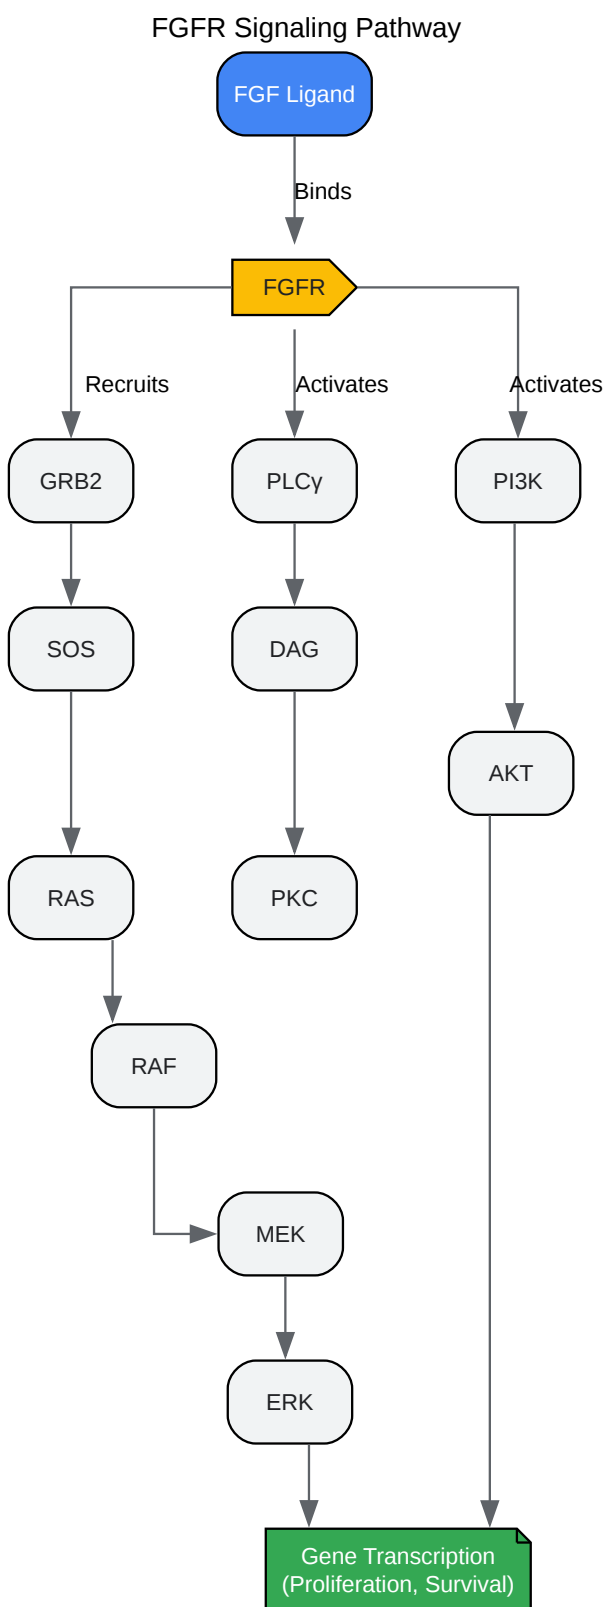 FGFR Signaling Pathway
FGF Ligand
Binds
FGFR
Recruits
Activates
Activates
GRB2
PLCγ
PI3K
SOS
DAG
AKT
RAS
PKC
RAF
MEK
ERK
Gene Transcription
(Proliferation, Survival)